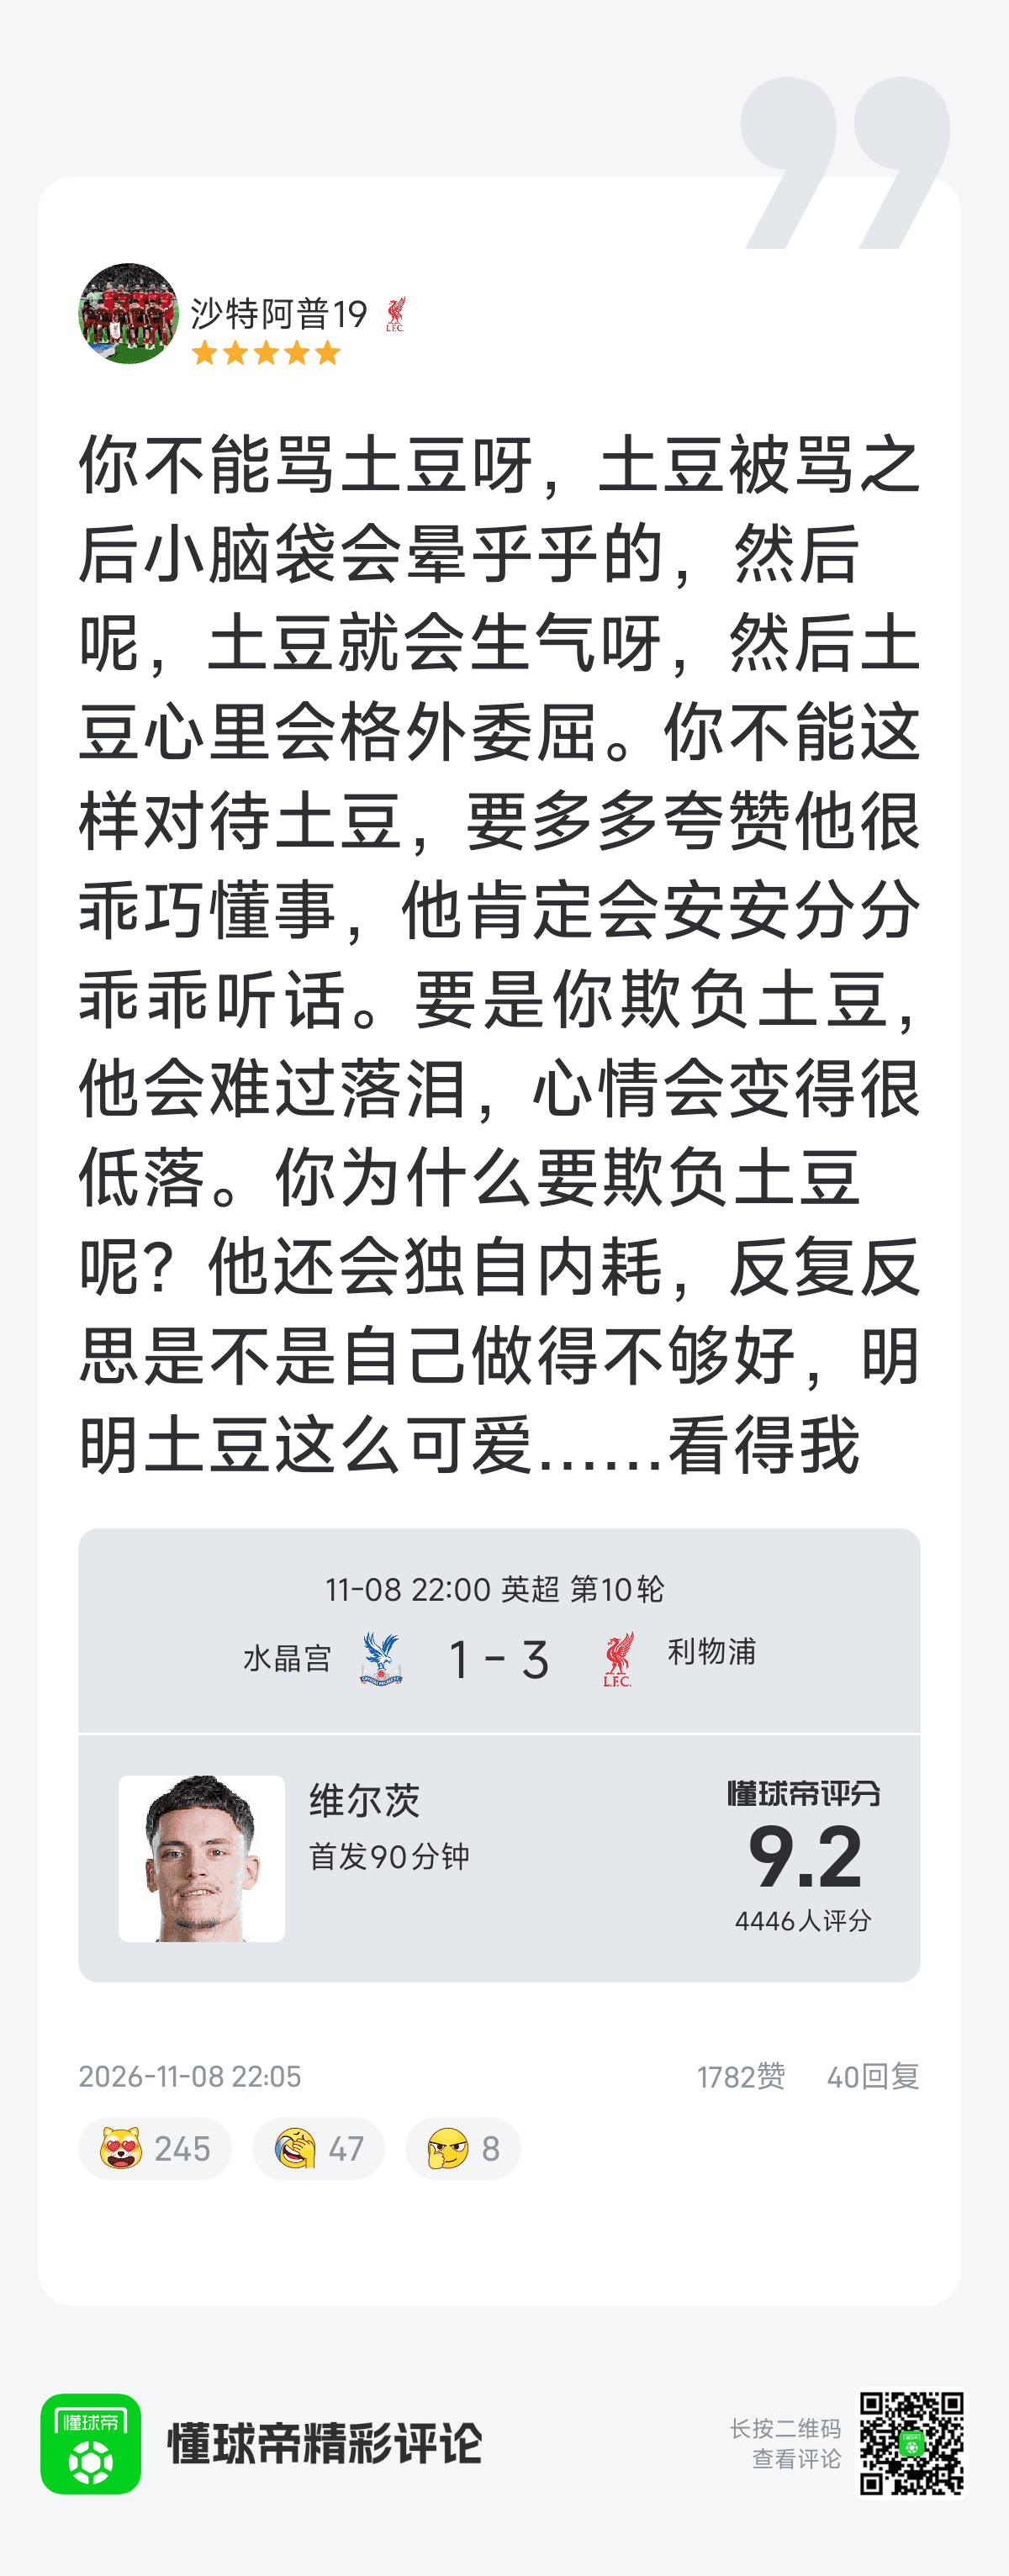 沙特阿普19
L.F.C.
你不能骂土豆呀，土豆被骂之
后小脑袋会晕乎乎的，然后
呢，土豆就会生气呀，然后土
豆心里会格外委屈。你不能这
样对待土豆，要多多夸赞他很
乖巧懂事，他肯定会安安分分
乖乖听话。要是你欺负土豆，
他会难过落泪，心情会变得很
低落。你为什么要欺负土豆
呢？他还会独自内耗，反复反
思是不是自己做得不够好，明
明土豆这么可爱……看得我
11-08 22:00 英超 第10轮
水晶宫 1 - 3 利物浦
L.F.C.
维尔茨
首发90分钟
懂球帝评分
9.2
4446人评分
2026-11-08 22:05 1782赞 40回复
245 47 8
懂球帝
懂球帝精彩评论
长按二维码
查看评论